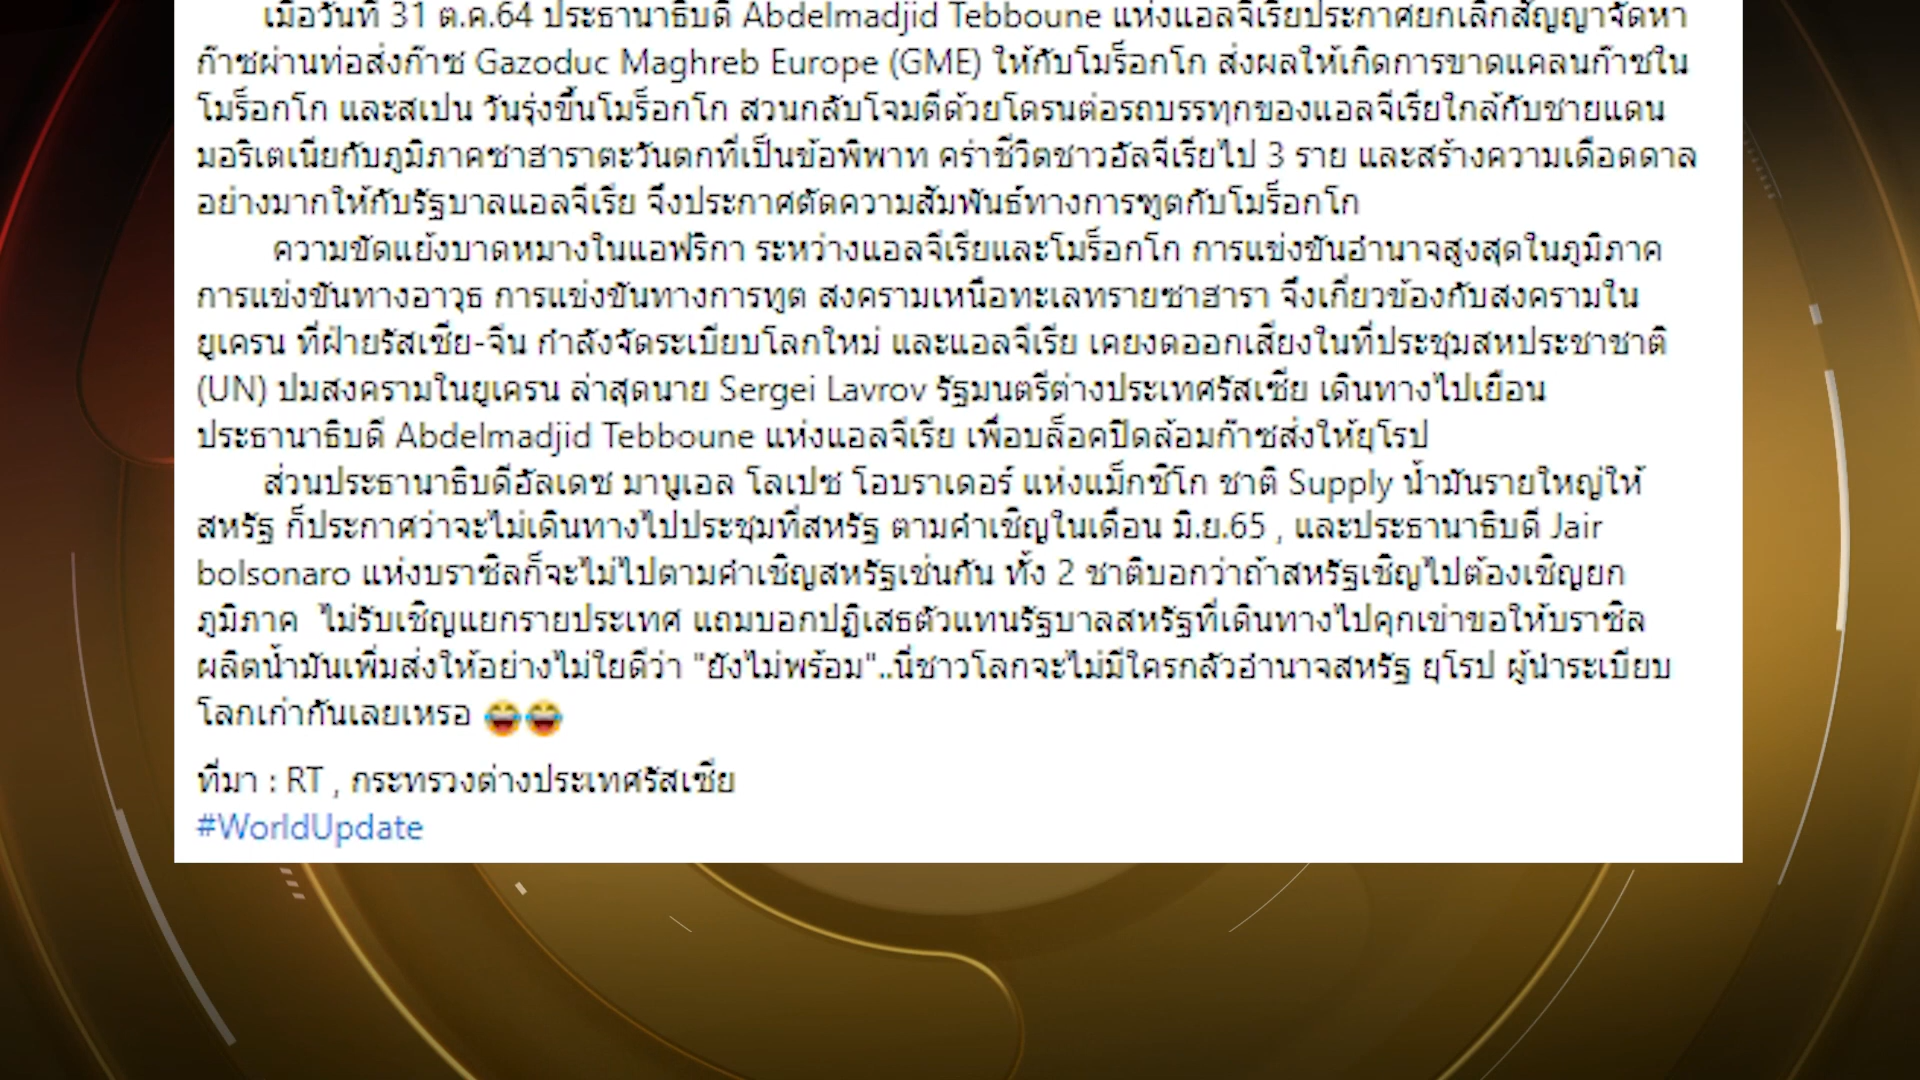 เมื่อวันที่ 31 ต.ค.64 ประธานาธิบดี Abdelmadjid Tebboune แห่งแอลจีเรียประกาศยกเลิกสัญญาจัดหา
ก๊าซผ่านท่อส่งก๊าซ Gazoduc Maghreb Europe (GME) ให้กับโมร็อกโก ส่งผลให้เกิดการขาดแคลนก๊าซใน
โมร็อกโก และสเปน วันรุ่งขึ้นโมร็อกโก สวนกลับโจมตีด้วยโดรนต่อรถบรรทุกของแอลจีเรียใกล้กับชายแดน
มอริเตเนียกับภูมิภาคซาฮาราตะวันตกที่เป็นข้อพิพาท คร่าชีวิตชาวอัลจีเรียไป 3 ราย และสร้างความเดือดดาล
อย่างมากให้กับรัฐบาลแอลจีเรีย จึงประกาศตัดความสัมพันธ์ทางการฑูตกับโมร็อกโก
ความขัดแย้งบาดหมางในแอฟริกา ระหว่างแอลจีเรียและโมร็อกโก การแข่งขันอำนาจสูงสุดในภูมิภาค
การแข่งขันทางอาวุธ การแข่งขันทางการทูต สงครามเหนือทะเลทรายซาฮารา จึงเกี่ยวข้องกับสงครามใน
ยูเครน ที่ฝ่ายรัสเซีย-จีน กำลังจัดระเบียบโลกใหม่ และแอลจีเรีย เคยงดออกเสียงในที่ประชุมสหประชาชาติ
(UN) ปมสงครามในยูเครน ล่าสุดนาย Sergei Lavrov รัฐมนตรีต่างประเทศรัสเซีย เดินทางไปเยือน
ประธานาธิบดี Abdelmadjid Tebboune แห่งแอลจีเรีย เพื่อบล็อคปิดล้อมก๊าซส่งให้ยุโรป
ส่วนประธานาธิบดีอัลเดซ มานูเอล โลเปซ โอบราเดอร์ แห่งแม็กซิโก ชาติ Supply น้ำมันรายใหญ่ให้
สหรัฐ ก็ประกาศว่าจะไม่เดินทางไปประชุมที่สหรัฐ ตามคำเชิญในเดือน มิ.ย.65 , และประธานาธิบดี Jair
bolsonaro แห่งบราซิลก็จะไม่ไปตามคำเชิญสหรัฐเช่นกัน ทั้ง 2 ชาติบอกว่าถ้าสหรัฐเชิญไปต้องเชิญยก
ภูมิภาค ไม่รับเชิญแยกรายประเทศ แถมบอกปฏิเสธตัวแทนรัฐบาลสหรัฐที่เดินทางไปคุกเข่าขอให้บราซิล
ผลิตน้ำมันเพิ่มส่งให้อย่างไม่ใยดีว่า "ยังไม่พร้อม"..นี่ชาวโลกจะไม่มีใครกลัวอำนาจสหรัฐ ยุโรป ผู้นำระเบียบ
โลกเก่ากันเลยเหรอ 😂😂
ที่มา : RT , กระทรวงต่างประเทศรัสเซีย
#WorldUpdate